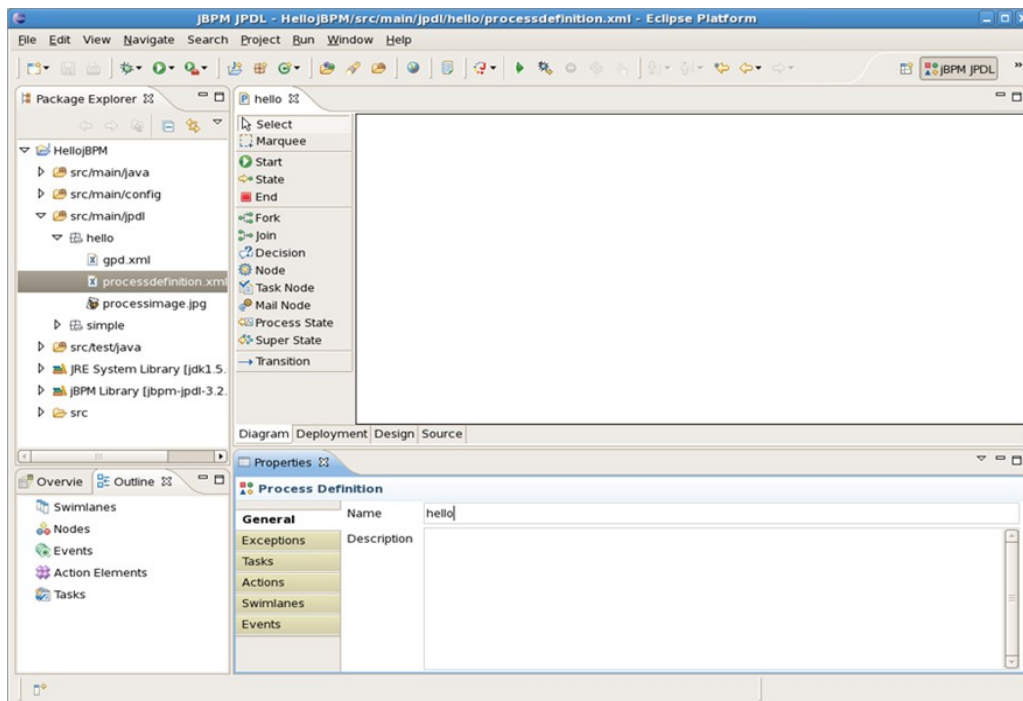 jBPM JPDL - HellojBPM/src/main/jpdl/hello/processdefinition.xml - Eclipse Platform
File Edit View Navigate Search Project Run Window Help
jBPM JPDL
Package Explorer
HellojBPM
src/main/java
src/main/config
src/main/jpdl
hello
gpd.xml
processdefinition.xml
processimage.jpg
simple
src/test/java
JRE System Library [jdk1.5.
jBPM Library [jbpm-jpdl-3.2.
src
hello
Select
Marquee
Start
State
End
Fork
Join
Decision
Node
Task Node
Mail Node
Process State
Super State
Transition
Diagram Deployment Design Source
Overvie Outline
Swimlanes
Nodes
Events
Action Elements
Tasks
Properties
Process Definition
General
Exceptions
Tasks
Actions
Swimlanes
Events
Name hello
Description